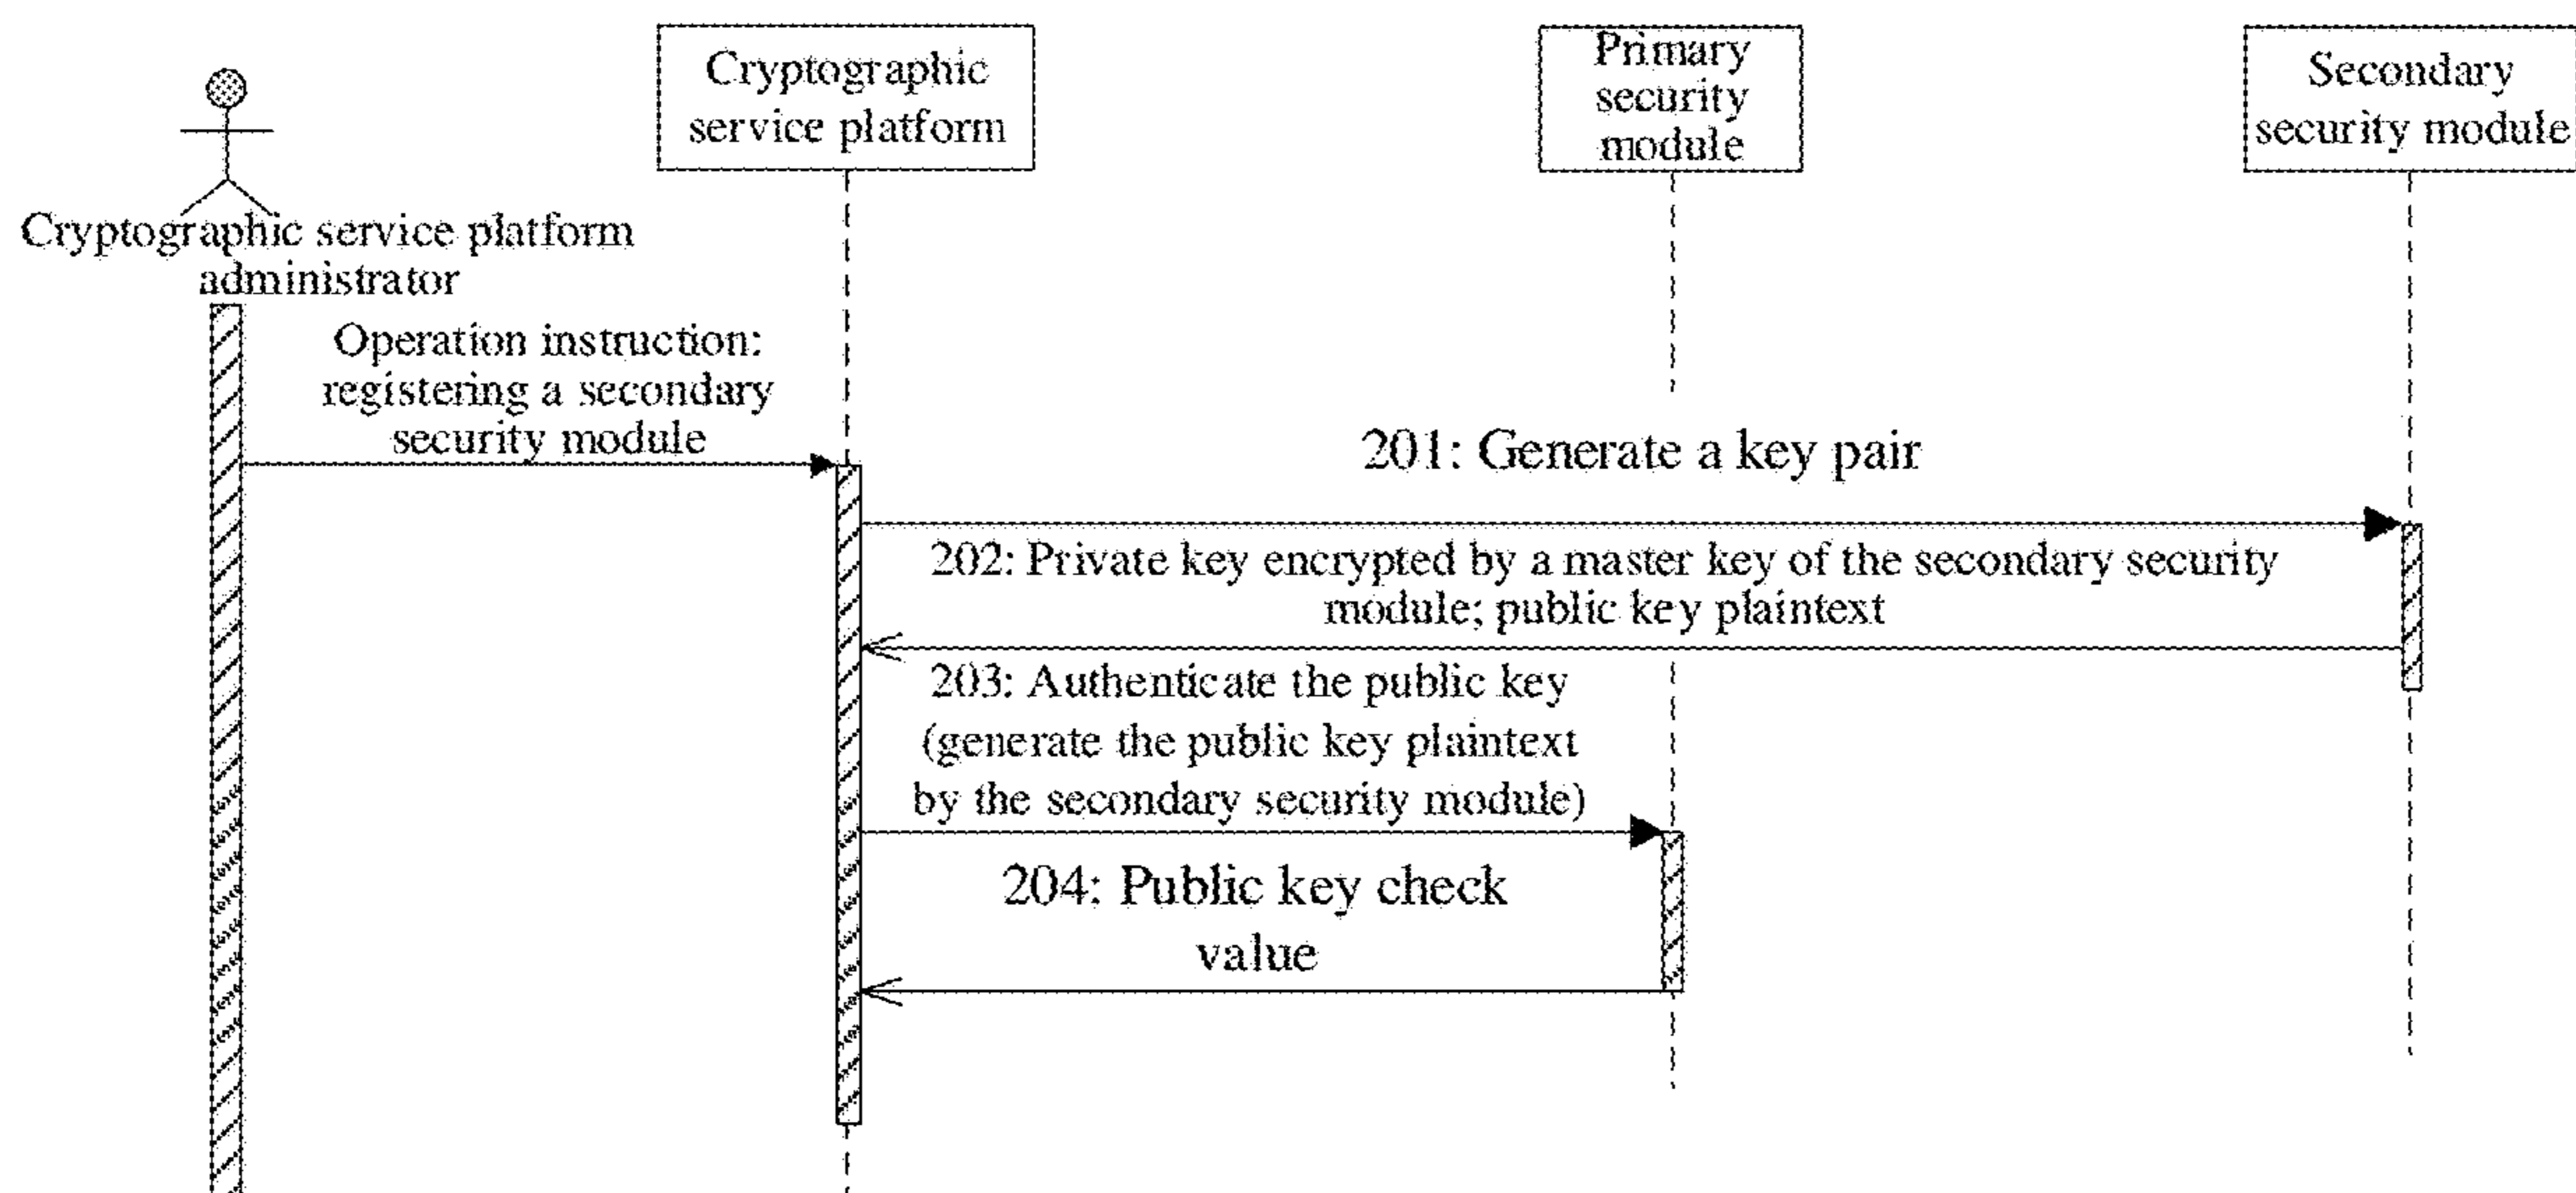 Cryptographic
service platform
Primary
security
module
Secondary
security module
Cryptographic service platform
administrator
Operation instruction:
registering a secondary
security module
201: Generate a key pair
202: Private key encrypted by a master key of the secondary security
module; public key plaintext
203: Authenticate the public key
(generate the public key plaintext
by the secondary security module)
204: Public key check
value